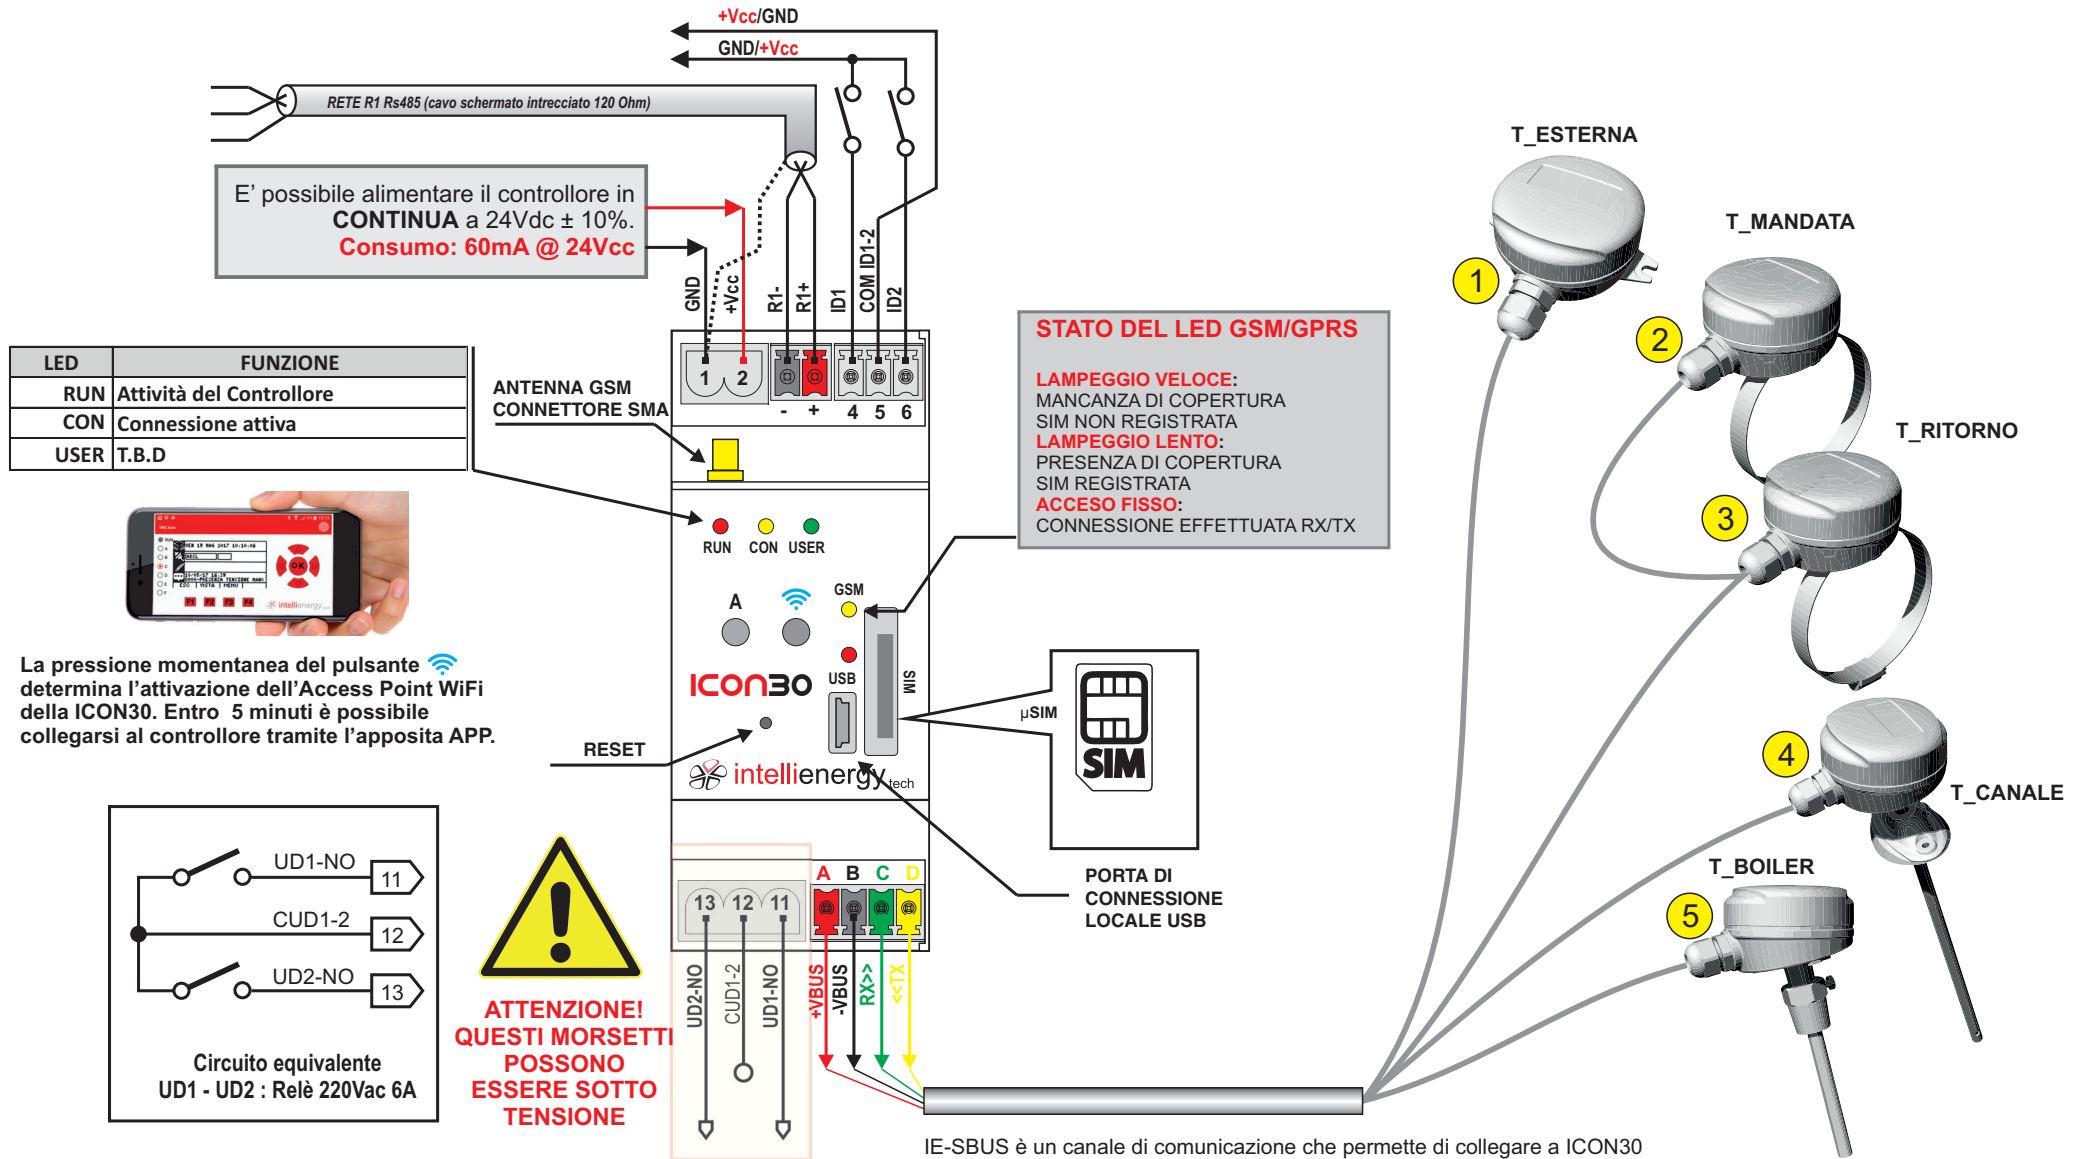 +Vcc/GND
GND/+Vcc
RETE R1 Rs485 (cavo schermato intrecciato 120 Ohm)
E' possibile alimentare il controllore in
CONTINUA a 24Vdc ± 10%.
Consumo: 60mA @ 24Vcc
GND
+Vcc
R1-
R1+
ID1
COM ID1-2
ID2
1 2 - + 4 5 6
LED FUNZIONE
RUN Attività del Controllore
CON Connessione attiva
USER T.B.D
ANTENNA GSM
CONNETTORE SMA
STATO DEL LED GSM/GPRS
LAMPEGGIO VELOCE:
MANCANZA DI COPERTURA
SIM NON REGISTRATA
LAMPEGGIO LENTO:
PRESENZA DI COPERTURA
SIM REGISTRATA
ACCESO FISSO:
CONNESSIONE EFFETTUATA RX/TX
RUN CON USER
A
GSM
USB
SIM
ICON30
RESET
intellienergy tech
µSIM
SIM
PORTA DI
CONNESSIONE
LOCALE USB
OK
ESC | VISTA | MENU
F1 F2 F3 F4
intellienergy
La pressione momentanea del pulsante
determina l'attivazione dell'Access Point WiFi
della ICON30. Entro 5 minuti è possibile
collegarsi al controllore tramite l'apposita APP.
UD1-NO 11
CUD1-2 12
UD2-NO 13
Circuito equivalente
UD1 - UD2 : Relè 220Vac 6A
ATTENZIONE!
QUESTI MORSETTI
POSSONO
ESSERE SOTTO
TENSIONE
13 12 11
A B C D
UD2-NO
CUD1-2
UD1-NO
+VBUS
-VBUS
RX>>
<<TX
T_ESTERNA
1
T_MANDATA
2
T_RITORNO
3
T_CANALE
4
T_BOILER
5
IE-SBUS è un canale di comunicazione che permette di collegare a ICON30